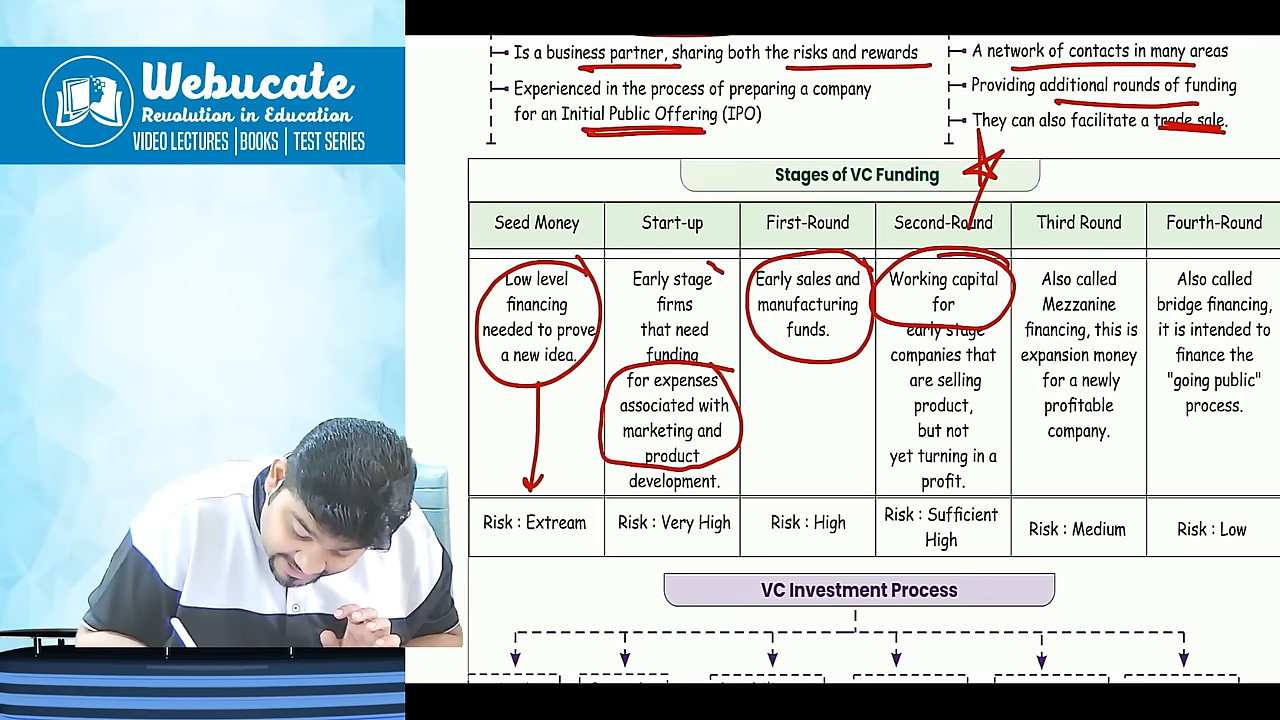 Webucate
Revolution in Education
VIDEO LECTURES | BOOKS | TEST SERIES
Is a business partner, sharing both the risks and rewards
Experienced in the process of preparing a company
for an Initial Public Offering (IPO)
A network of contacts in many areas
Providing additional rounds of funding
They can also facilitate a trade sale.
Stages of VC Funding
Seed Money
Start-up
First-Round
Second-Round
Third Round
Fourth-Round
Low level
financing
needed to prove
a new idea.
Early stage
firms
that need
funding
for expenses
associated with
marketing and
product
development.
Early sales and
manufacturing
funds.
Working capital
for
early stage
companies that
are selling
product,
but not
yet turning in a
profit.
Also called
Mezzanine
financing, this is
expansion money
for a newly
profitable
company.
Also called
bridge financing,
it is intended to
finance the
"going public"
process.
Risk : Extream
Risk : Very High
Risk : High
Risk : Sufficient
High
Risk : Medium
Risk : Low
VC Investment Process